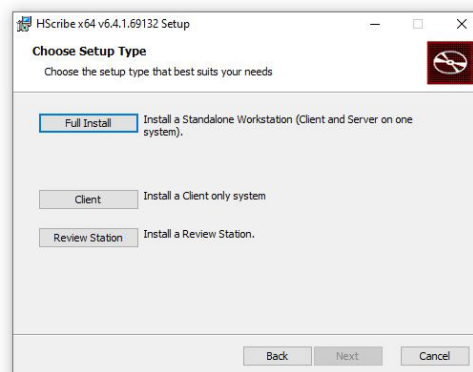 HScribe x64 v6.4.1.69132 Setup
Choose Setup Type
Choose the setup type that best suits your needs
Full Install
Install a Standalone Workstation (Client and Server on one
system).
Client
Install a Client only system
Review Station
Install a Review Station.
Back
Next
Cancel